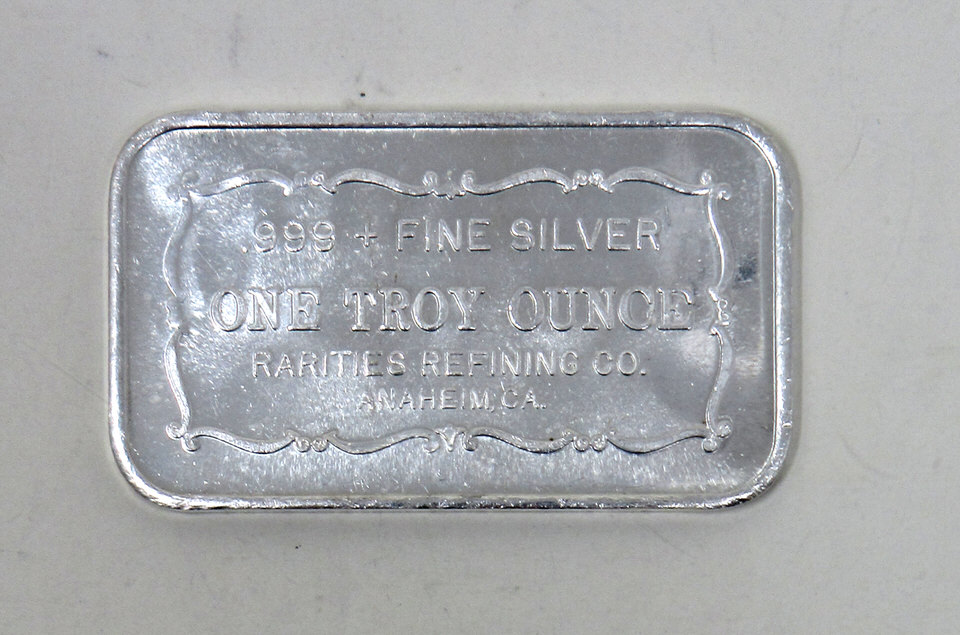 .999 + FINE SILVER
ONE TROY OUNCE
RARITIES REFINING CO.
ANAHEIM, CA.